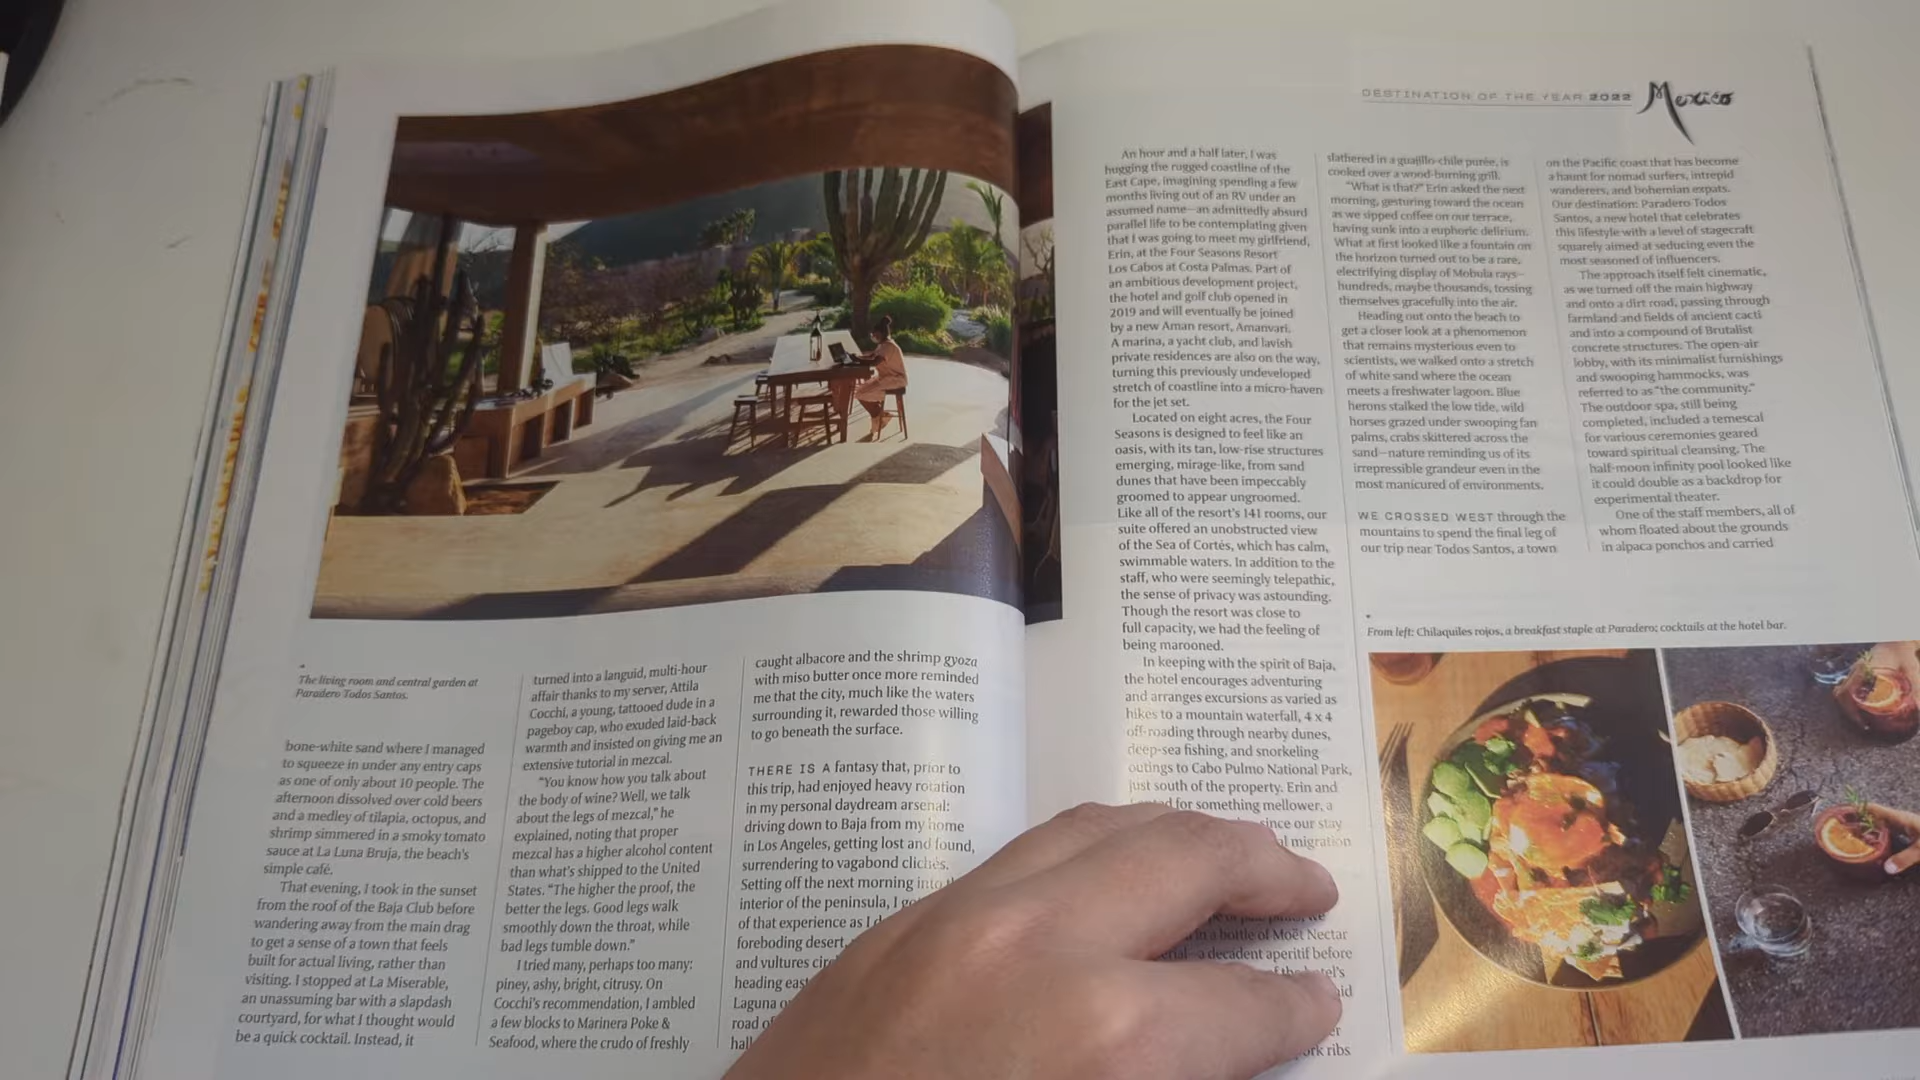 The living room and central garden at
Paradero Todos Santos.
bone-white sand where I managed
to squeeze in under any entry caps
as one of only about 10 people. The
afternoon dissolved over cold beers
and a medley of tilapia, octopus, and
shrimp simmered in a smoky tomato
sauce at La Luna Bruja, the beach's
simple café.
That evening, I took in the sunset
from the roof of the Baja Club before
wandering away from the main drag
to get a sense of a town that feels
built for actual living, rather than
visiting. I stopped at La Miserable,
an unassuming bar with a slapdash
courtyard, for what I thought would
be a quick cocktail. Instead, it
turned into a languid, multi-hour
affair thanks to my server, Attila
Cocchi, a young, tattooed dude in a
pageboy cap, who exuded laid-back
warmth and insisted on giving me an
extensive tutorial in mezcal.
"You know how you talk about
the body of wine? Well, we talk
about the legs of mezcal," he
explained, noting that proper
mezcal has a higher alcohol content
than what's shipped to the United
States. "The higher the proof, the
better the legs. Good legs walk
smoothly down the throat, while
bad legs tumble down."
I tried many, perhaps too many:
piney, ashy, bright, citrusy. On
Cocchi's recommendation, I ambled
a few blocks to Marinera Poke &
Seafood, where the crudo of freshly
caught albacore and the shrimp gyoza
with miso butter once more reminded
me that the city, much like the waters
surrounding it, rewarded those willing
to go beneath the surface.
THERE IS A fantasy that, prior to
this trip, had enjoyed heavy rotation
in my personal daydream arsenal:
driving down to Baja from my home
in Los Angeles, getting lost and found,
surrendering to vagabond clichés.
Setting off the next morning into
interior of the peninsula, I
of that experience as I
foreboding desert,
and vultures
heading
Laguna
road
DESTINATION OF THE YEAR 2022 Mexico
An hour and a half later, I was
hugging the rugged coastline of the
East Cape, imagining spending a few
months living out of an RV under an
assumed name—an admittedly absurd
parallel life to be contemplating given
that I was going to meet my girlfriend,
Erin, at the Four Seasons Resort
Los Cabos at Costa Palmas. Part of
an ambitious development project,
the hotel and golf club opened in
2019 and will eventually be joined
by a new Aman resort, Amanvari.
A marina, a yacht club, and lavish
private residences are also on the way,
turning this previously undeveloped
stretch of coastline into a micro-haven
for the jet set.
Located on eight acres, the Four
Seasons is designed to feel like an
oasis, with its tan, low-rise structures
emerging, mirage-like, from sand
dunes that have been impeccably
groomed to appear ungroomed.
Like all of the resort's 141 rooms, our
suite offered an unobstructed view
of the Sea of Cortés, which has calm,
swimmable waters. In addition to the
staff, who were seemingly telepathic,
the sense of privacy was astounding.
Though the resort was close to
full capacity, we had the feeling of
being marooned.
In keeping with the spirit of Baja,
the hotel encourages adventuring
and arranges excursions as varied as
hikes to a mountain waterfall, 4 x 4
off-roading through nearby dunes,
deep-sea fishing, and snorkeling
outings to Cabo Pulmo National Park,
just south of the property. Erin and
for something mellower, a
since our stay
migration
in a bottle of Moët Nectar
a decadent aperitif before
ribs
slathered in a guajillo-chile purée, is
cooked over a wood-burning grill.
"What is that?" Erin asked the next
morning, gesturing toward the ocean
as we sipped coffee on our terrace,
having sunk into a euphoric delirium.
What at first looked like a fountain on
the horizon turned out to be a rare,
electrifying display of Mobula rays—
hundreds, maybe thousands, tossing
themselves gracefully into the air.
Heading out onto the beach to
get a closer look at a phenomenon
that remains mysterious even to
scientists, we walked onto a stretch
of white sand where the ocean
meets a freshwater lagoon. Blue
herons stalked the low tide, wild
horses grazed under swooping fan
palms, crabs skittered across the
sand—nature reminding us of its
irrepressible grandeur even in the
most manicured of environments.
WE CROSSED WEST through the
mountains to spend the final leg of
our trip near Todos Santos, a town
on the Pacific coast that has become
a haunt for nomad surfers, intrepid
wanderers, and bohemian expats.
Our destination: Paradero Todos
Santos, a new hotel that celebrates
this lifestyle with a level of stagecraft
squarely aimed at seducing even the
most seasoned of influencers.
The approach itself felt cinematic,
as we turned off the main highway
and onto a dirt road, passing through
farmland and fields of ancient cacti
and into a compound of Brutalist
concrete structures. The open-air
lobby, with its minimalist furnishings
and swooping hammocks, was
referred to as "the community."
The outdoor spa, still being
completed, included a temescal
for various ceremonies geared
toward spiritual cleansing. The
half-moon infinity pool looked like
it could double as a backdrop for
experimental theater.
One of the staff members, all of
whom floated about the grounds
in alpaca ponchos and carried
From left: Chilaquiles rojos, a breakfast staple at Paradero; cocktails at the hotel bar.